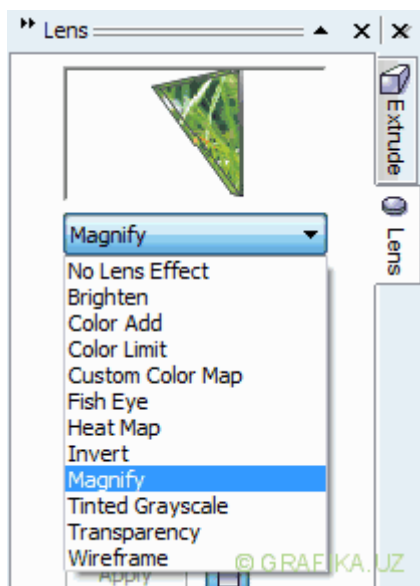 Lens
Extrude
Lens
Magnify
No Lens Effect
Brighten
Color Add
Color Limit
Custom Color Map
Fish Eye
Heat Map
Invert
Magnify
Tinted Grayscale
Transparency
Wireframe
Apply
© GRAFIKA.UZ